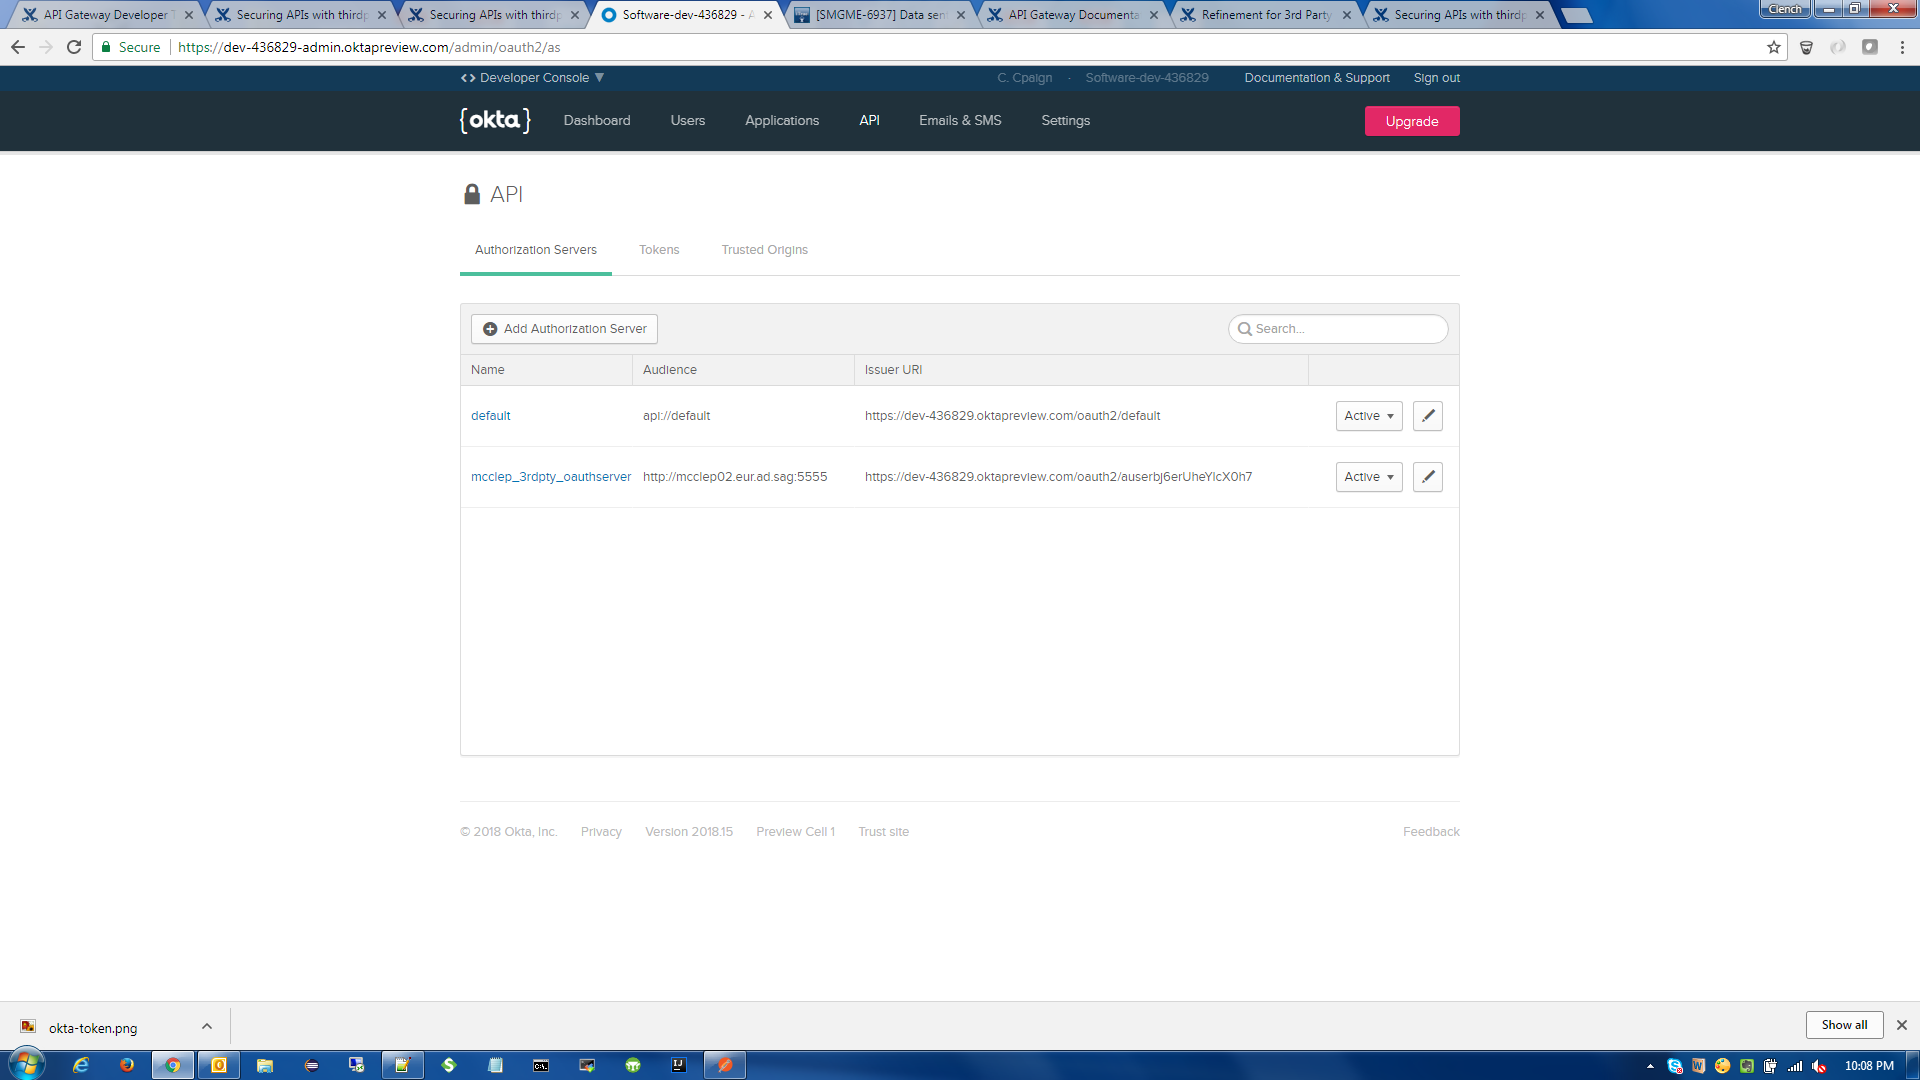 API Gateway Developer T
Securing APIs with thirdp
Securing APIs with thirdp
Software-dev-436829 - A
[SMGME-6937] Data sen
API Gateway Documenta
Refinement for 3rd Party
Securing APIs with thirdp
Clench
Secure
https://dev-436829-admin.oktapreview.com/admin/oauth2/as
<> Developer Console
C. Cpaign · Software-dev-436829
Documentation & Support
Sign out
{okta}
Dashboard
Users
Applications
API
Emails & SMS
Settings
Upgrade
API
Authorization Servers
Tokens
Trusted Origins
Add Authorization Server
Search...
Name
Audience
Issuer URI
default
api://default
https://dev-436829.oktapreview.com/oauth2/default
Active
mcclep_3rdpty_oauthserver
http://mcclep02.eur.ad.sag:5555
https://dev-436829.oktapreview.com/oauth2/auserbj6erUheYlcX0h7
Active
© 2018 Okta, Inc.
Privacy
Version 2018.15
Preview Cell 1
Trust site
Feedback
okta-token.png
Show all
10:08 PM